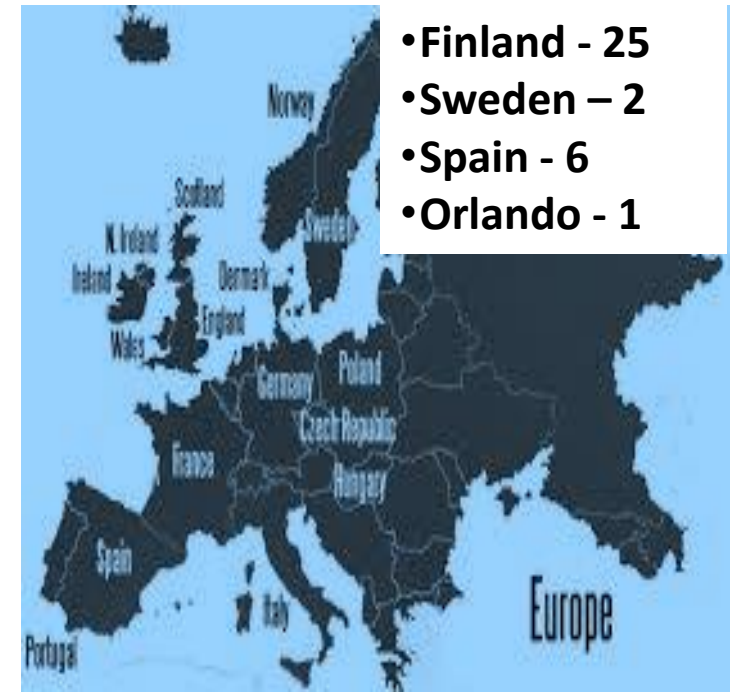 •Finland - 25
•Sweden – 2
•Spain - 6
•Orlando - 1
Norway
Scotland
Sweden
N. Ireland
Ireland
Denmark
England
Wales
Poland
Germany
Czech Republic
France
Hungary
Spain
Italy
Europe
Portugal